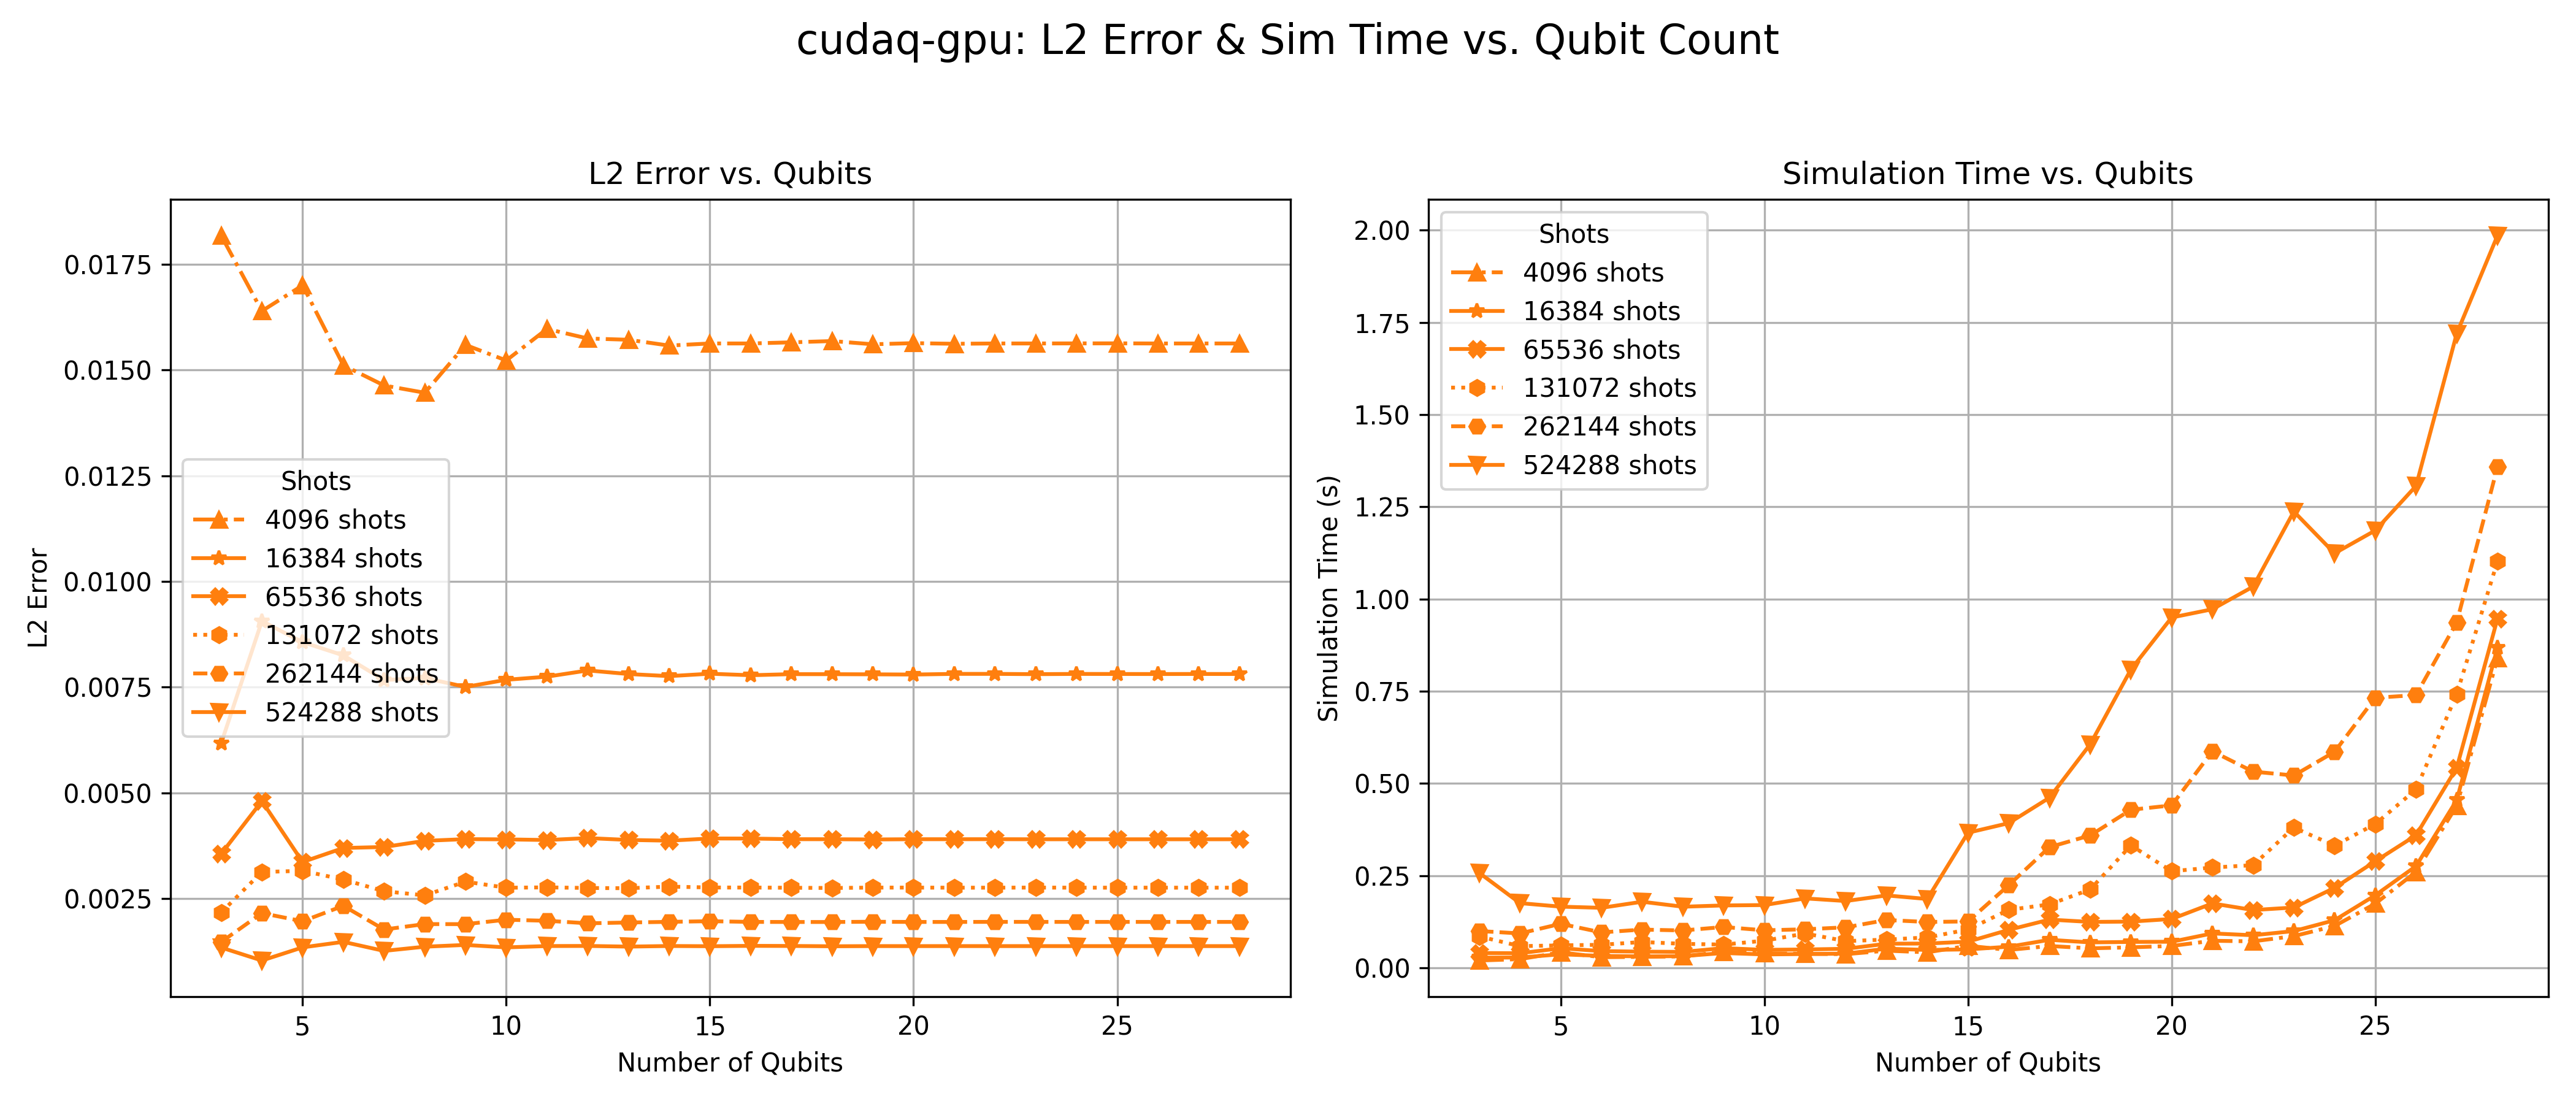 cudaq-gpu: L2 Error & Sim Time vs. Qubit Count
L2 Error vs. Qubits
0.0175
0.0150
0.0125
0.0100
0.0075
0.0050
0.0025
L2 Error
Shots
4096 shots
16384 shots
65536 shots
131072 shots
262144 shots
524288 shots
5 10 15 20 25
Number of Qubits
Simulation Time vs. Qubits
2.00
1.75
1.50
1.25
1.00
0.75
0.50
0.25
0.00
Simulation Time (s)
Shots
4096 shots
16384 shots
65536 shots
131072 shots
262144 shots
524288 shots
5 10 15 20 25
Number of Qubits